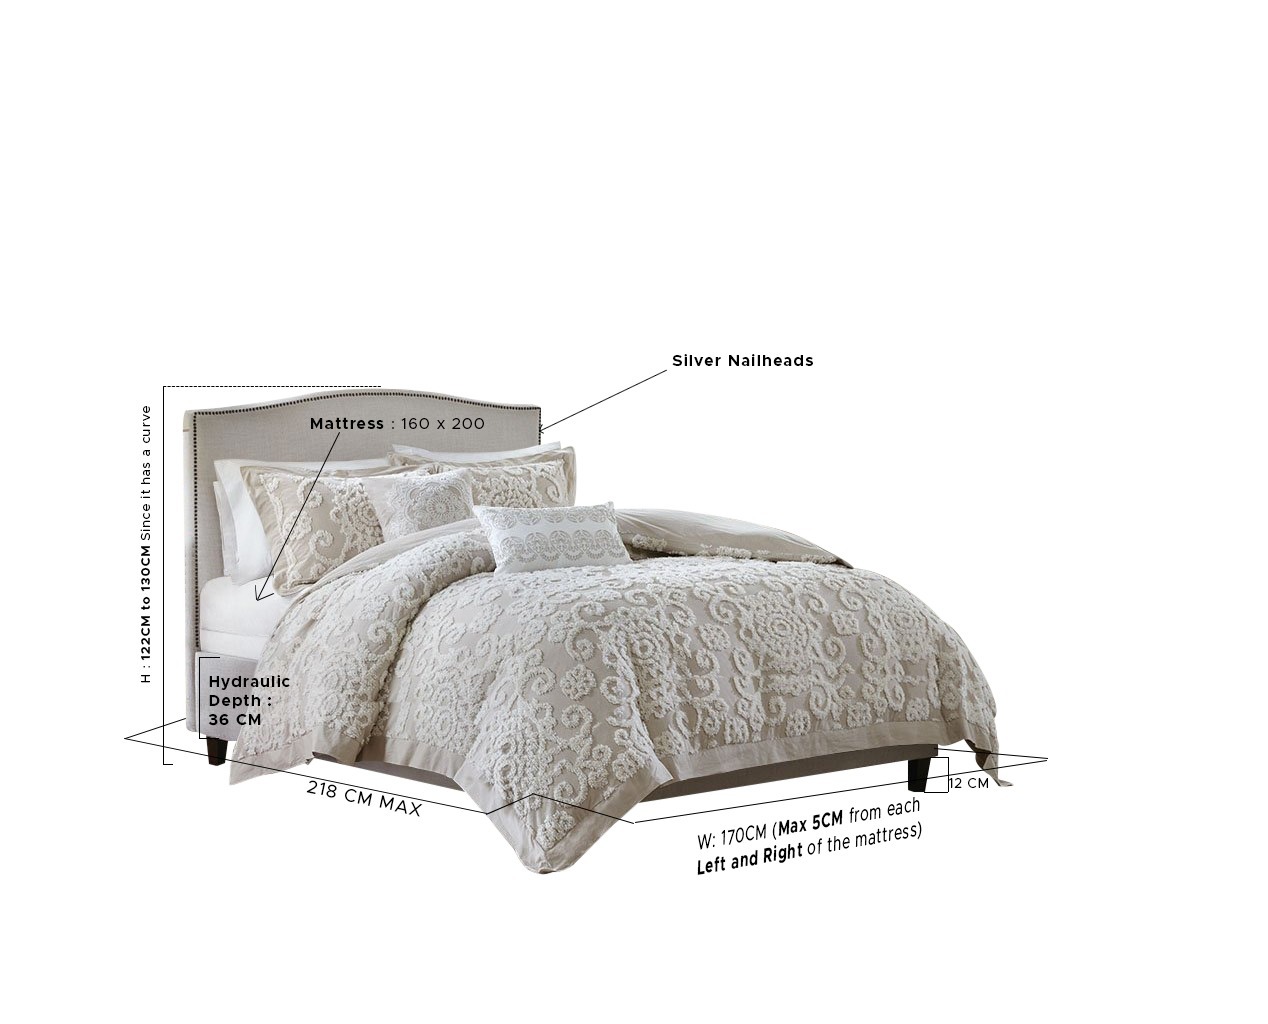 Silver Nailheads
Mattress : 160 x 200
H : 122CM to 130CM Since it has a curve
Hydraulic
Depth :
36 CM
218 CM MAX
12 CM
W: 170CM (Max 5CM from each
Left and Right of the mattress)